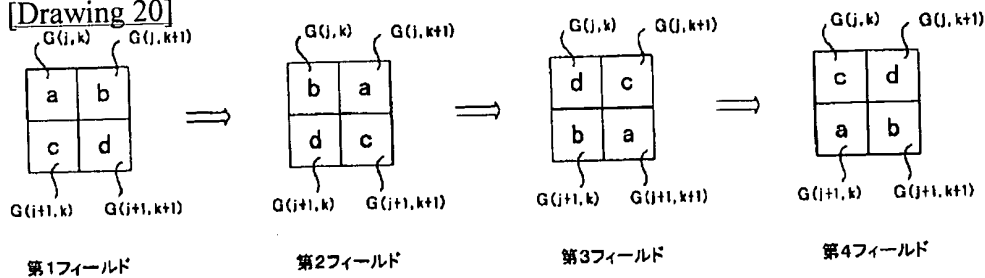 [Drawing 20]
G(j,k) G(j,k+1) G(j,k) G(j,k+1) G(j,k) G(j,k+1) G(j,k) G(j,k+1)
a b b a d c c d
c d d c b a a b
G(j+1,k) G(j+1,k+1) G(j+1,k) G(j+1,k+1) G(j+1,k) G(j+1,k+1) G(j+1,k) G(j+1,k+1)
第1フィールド 第2フィールド 第3フィールド 第4フィールド